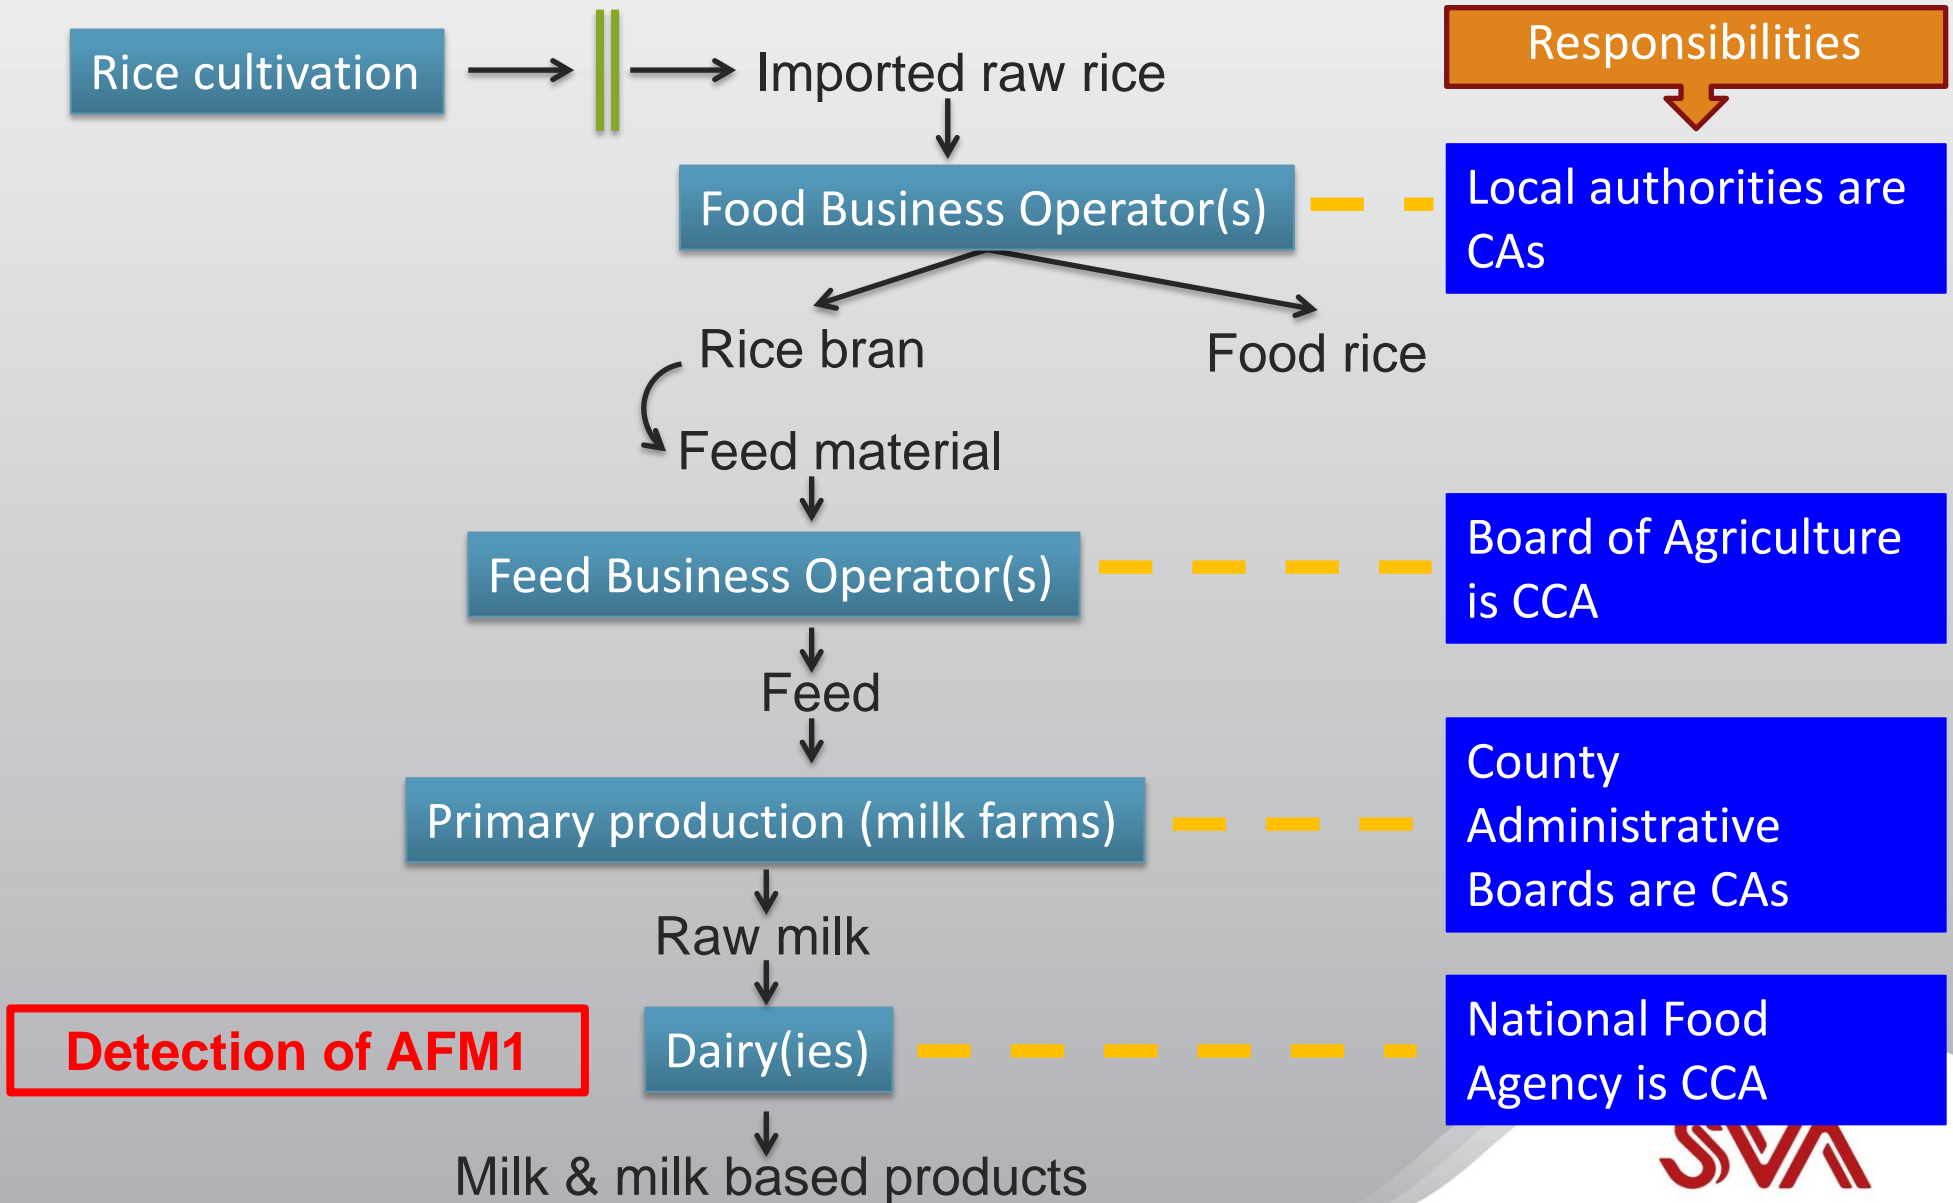 Rice cultivation
Imported raw rice
Responsibilities
Food Business Operator(s)
Local authorities are
CAs
Rice bran
Food rice
Feed material
Feed Business Operator(s)
Board of Agriculture
is CCA
Feed
Primary production (milk farms)
County
Administrative
Boards are CAs
Raw milk
Detection of AFM1
Dairy(ies)
National Food
Agency is CCA
Milk & milk based products
SVA